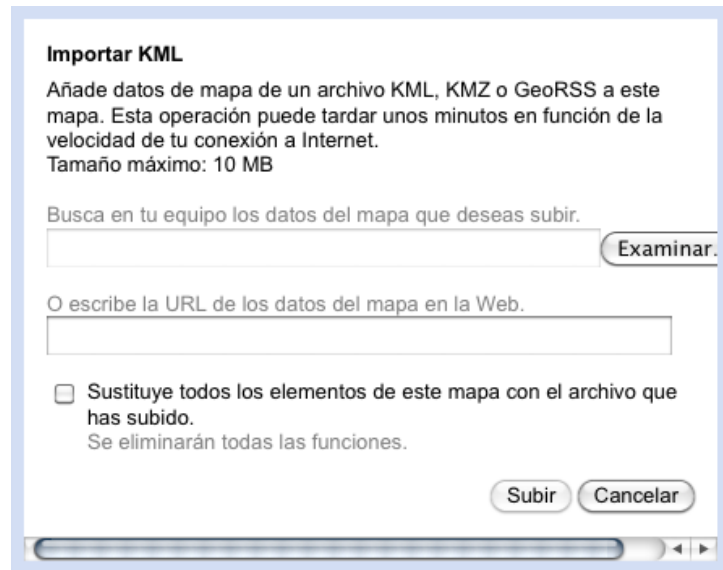 Importar KML
Añade datos de mapa de un archivo KML, KMZ o GeoRSS a este
mapa. Esta operación puede tardar unos minutos en función de la
velocidad de tu conexión a Internet.
Tamaño máximo: 10 MB
Busca en tu equipo los datos del mapa que deseas subir.
Examinar.
O escribe la URL de los datos del mapa en la Web.
Sustituye todos los elementos de este mapa con el archivo que
has subido.
Se eliminarán todas las funciones.
Subir Cancelar